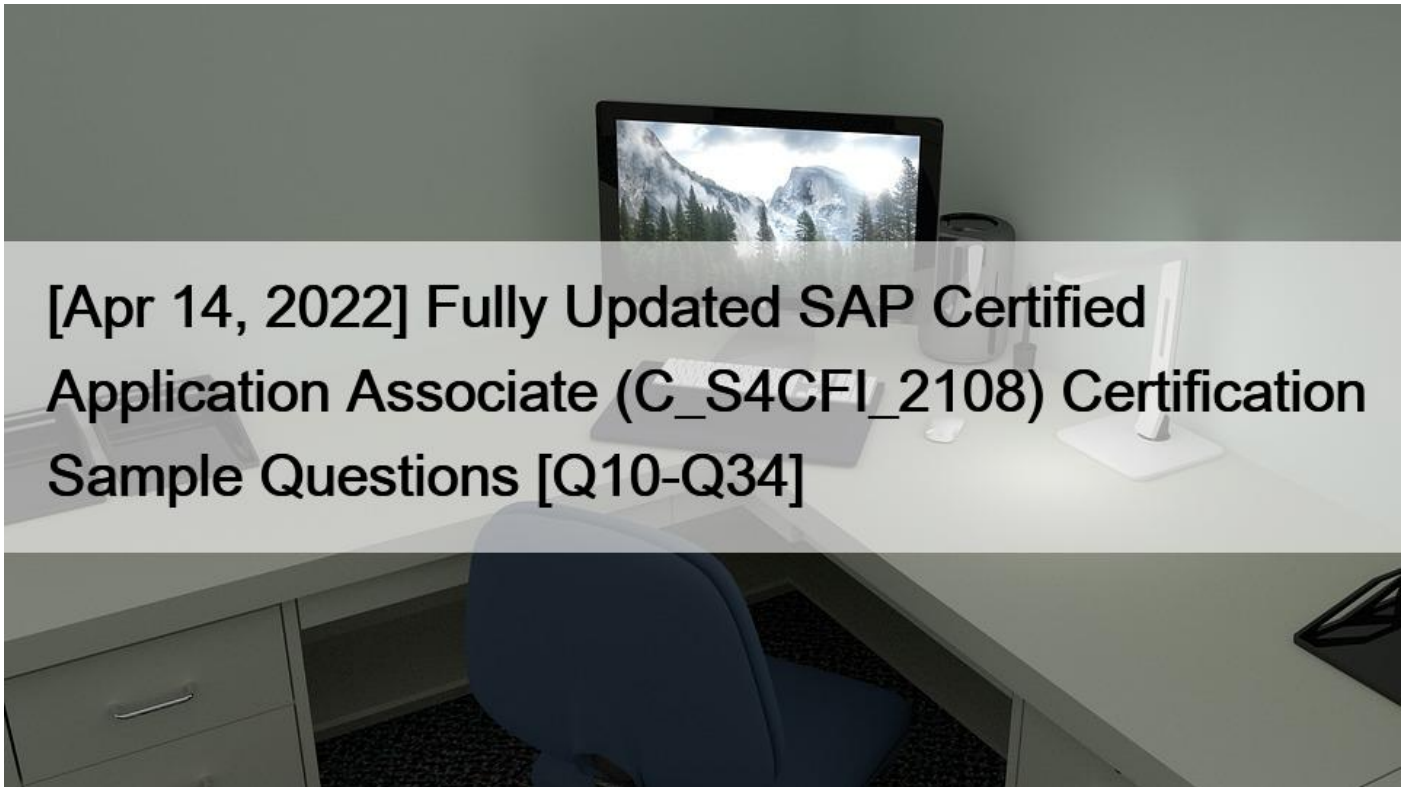 [Apr 14, 2022] Fully Updated SAP Certified
Application Associate (C_S4CFI_2108) Certification
Sample Questions [Q10-Q34]